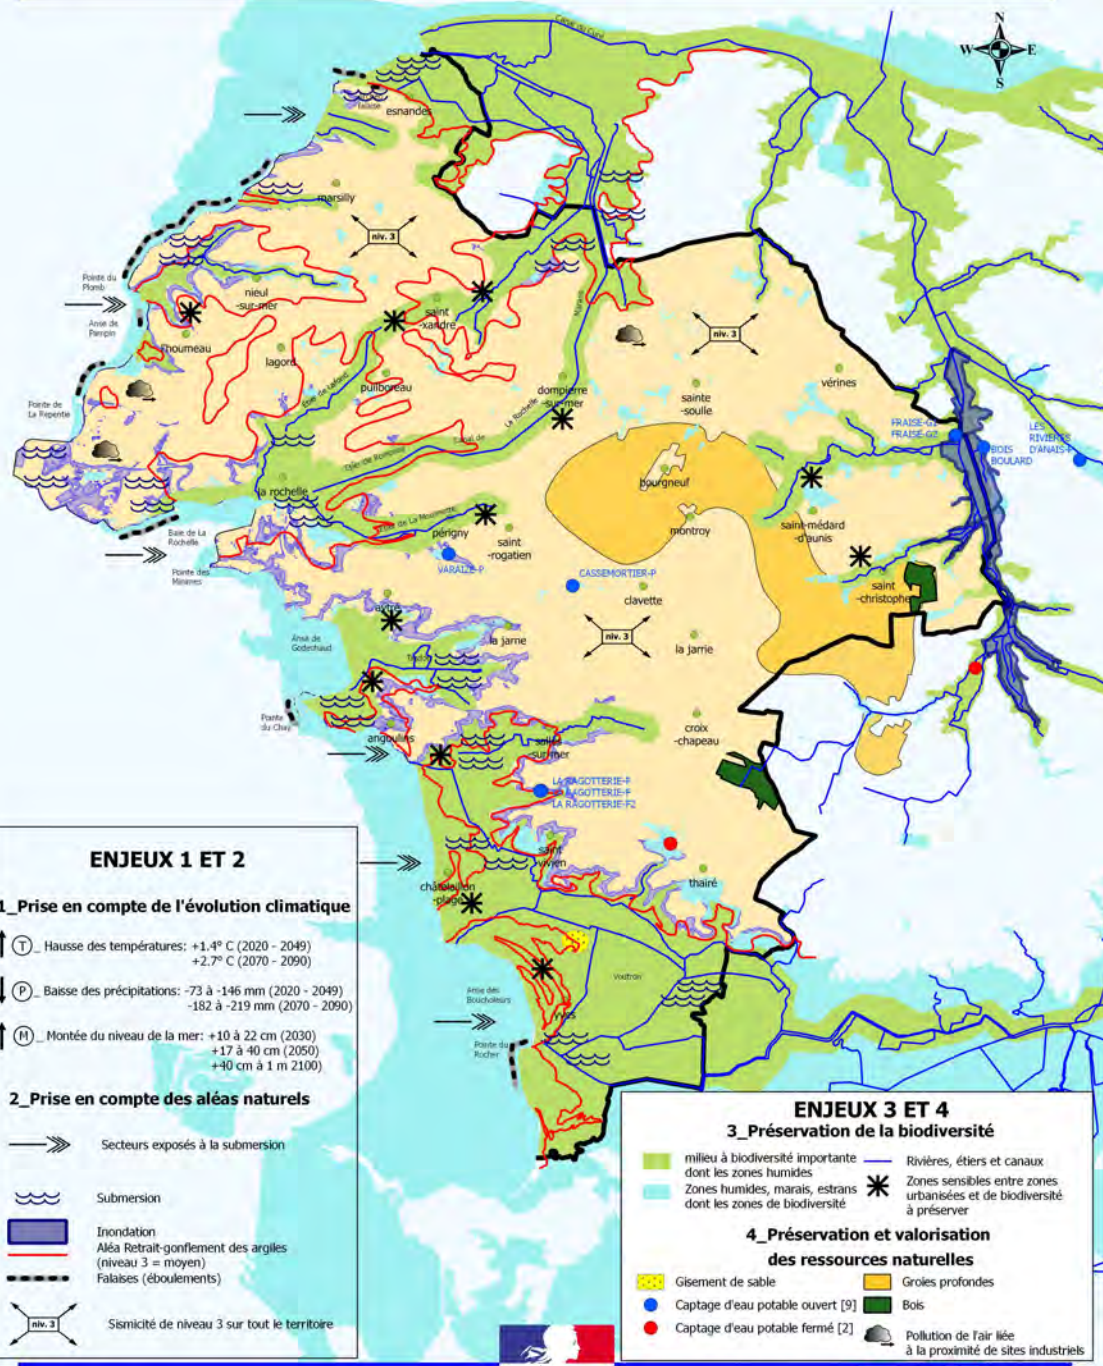 Canal du Curé
N
W
E
S
falaise
esnandes
marsilly
niv. 3
Pointe du
Plomb
nieul
-sur-mer
Anse de
Pampin
saint
-xandre
l'houmeau
lagord
puilboreau
niv. 3
vérines
dompierre
-sur-mer
sainte
-soulle
Pointe de
La Repentie
FRAISE-G1
FRAISE-G2
LES
RIVIERES
D'ANAIS-F
BOIS
BOULARD
Canal de
La Rochelle
Marans
bourgneuf
la rochelle
périgny
saint
-rogatien
montroy
saint-médard
-d'aunis
Baie de La
Rochelle
Pointe des
Minimes
VARAIZE-P
CASSEMORTIER-P
clavette
saint
-christophe
aytré
la jarne
niv. 3
la jarrie
Anse de
Godechaud
Pointe
du Chay
angoulins
salles
-sur-mer
croix
-chapeau
LA RAGOTTERIE-P
LA RAGOTTERIE-F
LA RAGOTTERIE-F2
saint
vivien
châtelaillon
-plage
thairé
Voutron
Anse des
Boucholeurs
yves
Pointe du
Rocher
ENJEUX 1 ET 2
1_Prise en compte de l'évolution climatique
T _ Hausse des températures: +1.4° C (2020 - 2049)
+2.7° C (2070 - 2090)
P _ Baisse des précipitations: -73 à -146 mm (2020 - 2049)
-182 à -219 mm (2070 - 2090)
M _ Montée du niveau de la mer: +10 à 22 cm (2030)
+17 à 40 cm (2050)
+40 cm à 1 m 2100)
2_Prise en compte des aléas naturels
Secteurs exposés à la submersion
Submersion
Inondation
Aléa Retrait-gonflement des argiles
(niveau 3 = moyen)
Falaises (éboulements)
niv. 3
Sismicité de niveau 3 sur tout le territoire
ENJEUX 3 ET 4
3_Préservation de la biodiversité
milieu à biodiversité importante
dont les zones humides
Zones humides, marais, estrans
dont les zones de biodiversité
Rivières, étiers et canaux
Zones sensibles entre zones
urbanisées et de biodiversité
à préserver
4_Préservation et valorisation
des ressources naturelles
Gisement de sable
Captage d'eau potable ouvert [9]
Captage d'eau potable fermé [2]
Groies profondes
Bois
Pollution de l'air liée
à la proximité de sites industriels